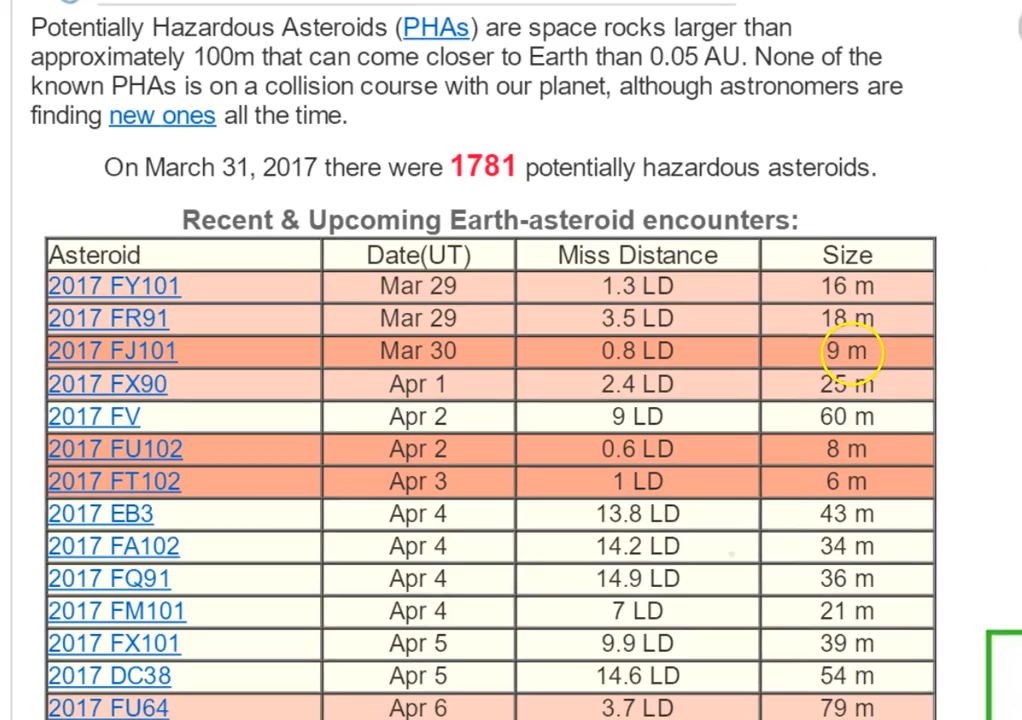 Potentially Hazardous Asteroids (PHAs) are space rocks larger than
approximately 100m that can come closer to Earth than 0.05 AU. None of the
known PHAs is on a collision course with our planet, although astronomers are
finding new ones all the time.
On March 31, 2017 there were 1781 potentially hazardous asteroids.
Recent & Upcoming Earth-asteroid encounters:
Asteroid Date(UT) Miss Distance Size
2017 FY101 Mar 29 1.3 LD 16 m
2017 FR91 Mar 29 3.5 LD 18 m
2017 FJ101 Mar 30 0.8 LD 9 m
2017 FX90 Apr 1 2.4 LD 25 m
2017 FV Apr 2 9 LD 60 m
2017 FU102 Apr 2 0.6 LD 8 m
2017 FT102 Apr 3 1 LD 6 m
2017 EB3 Apr 4 13.8 LD 43 m
2017 FA102 Apr 4 14.2 LD 34 m
2017 FQ91 Apr 4 14.9 LD 36 m
2017 FM101 Apr 4 7 LD 21 m
2017 FX101 Apr 5 9.9 LD 39 m
2017 DC38 Apr 5 14.6 LD 54 m
2017 FU64 Apr 6 3.7 LD 79 m